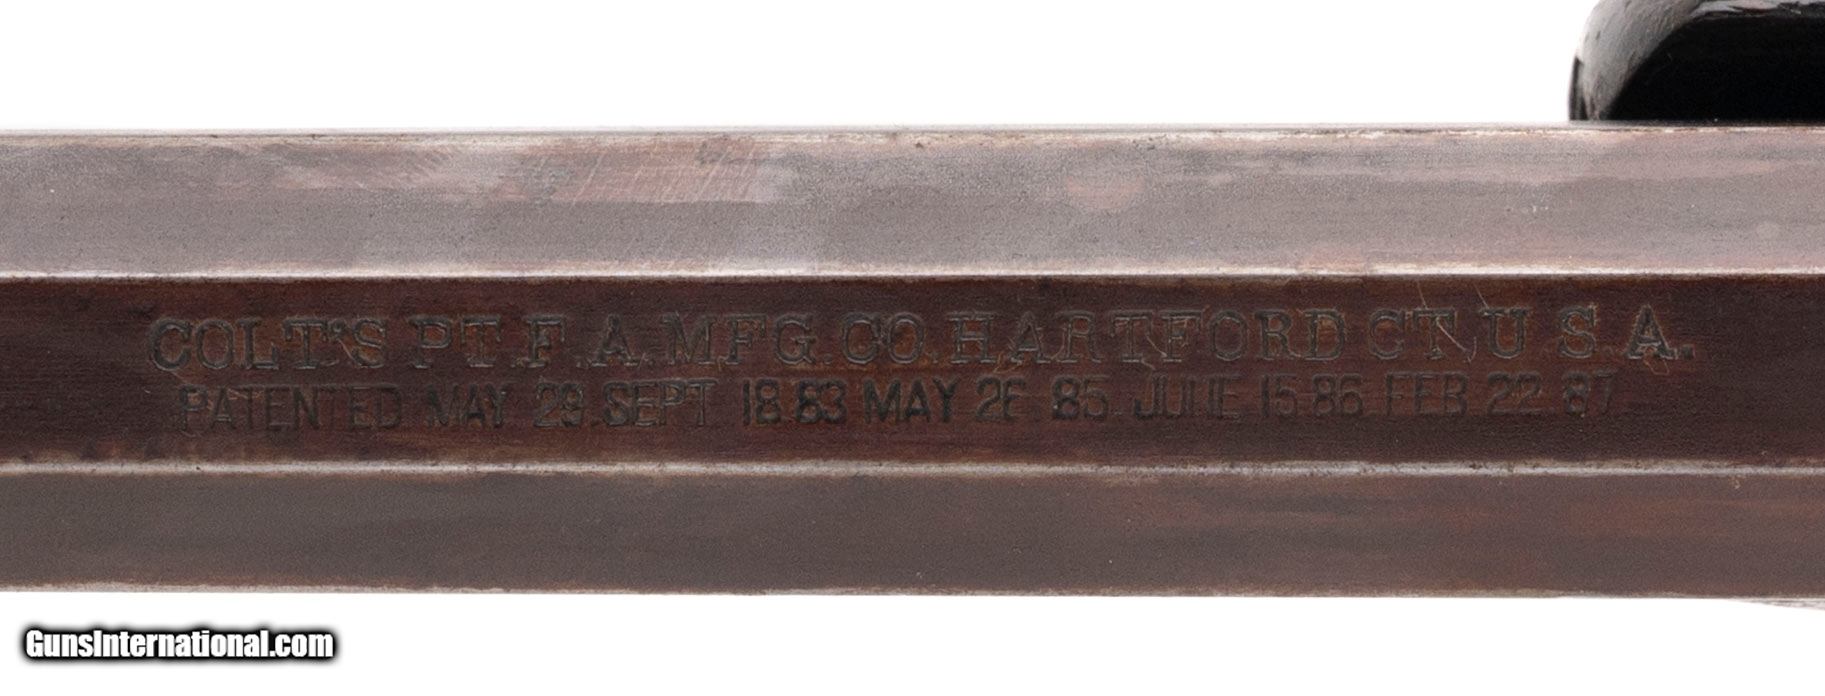 COLT'S PT.F.A.MFG.CO.HARTFORD CT.U.S.A.
PATENTED MAY 29.SEPT 18.83 MAY 26 85.JUNE 15.86.FEB 22 87
GunsInternational.com